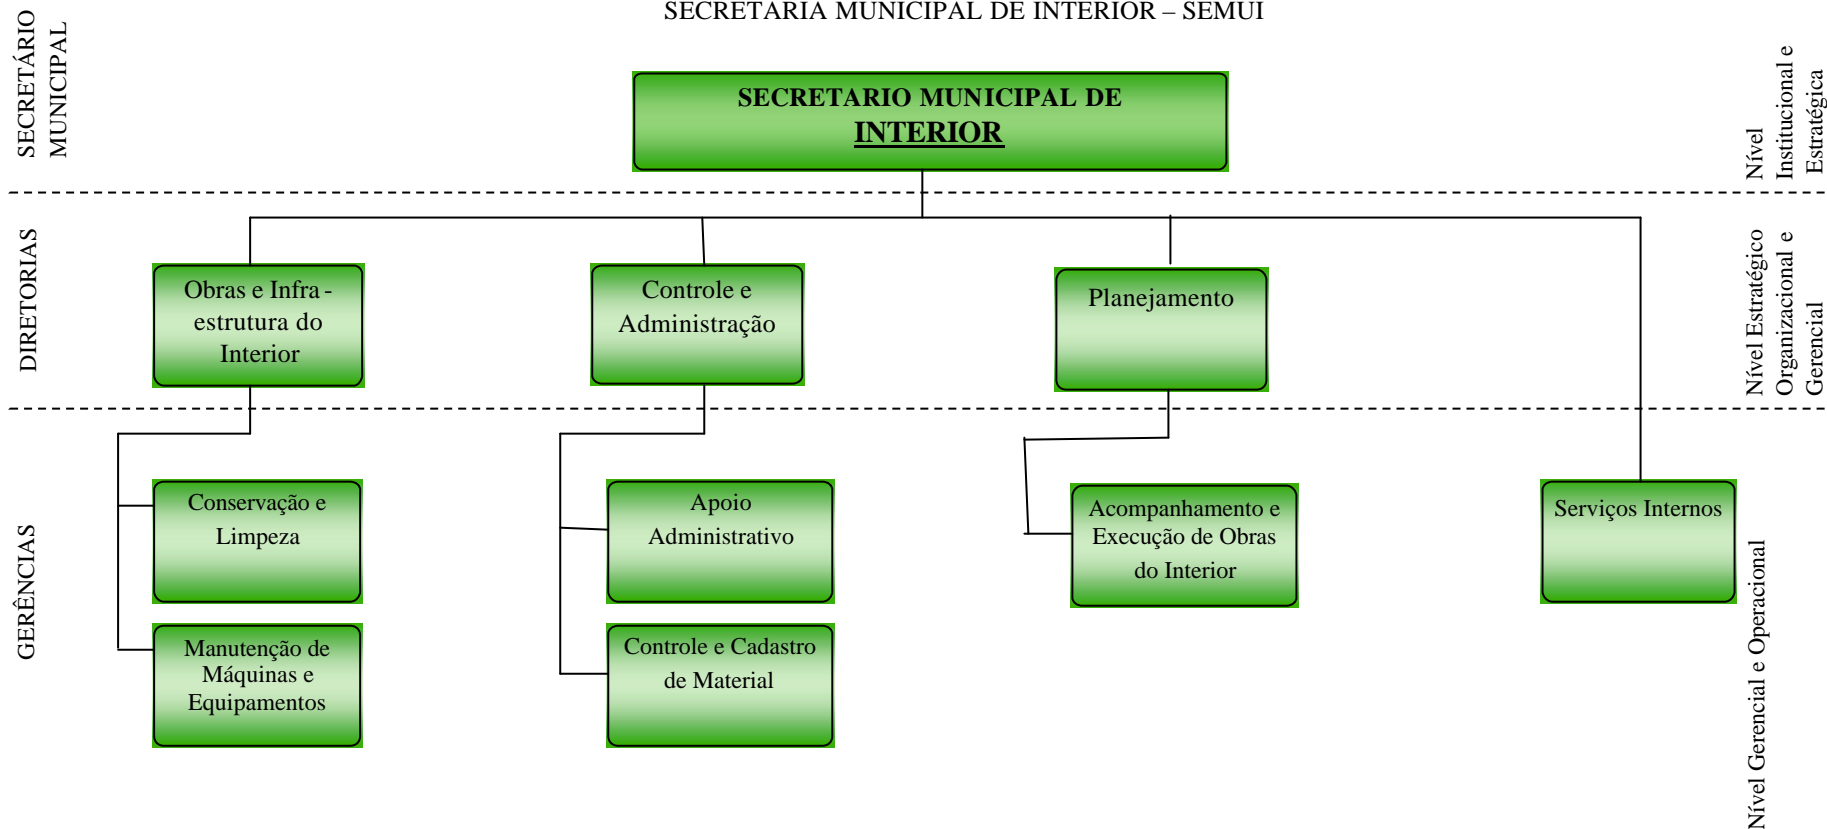 SECRETARIA MUNICIPAL DE INTERIOR – SEMUI
SECRETÁRIO
MUNICIPAL
SECRETARIO MUNICIPAL DE
INTERIOR
Nível
Institucional e
Estratégica
DIRETORIAS
Obras e Infra -
estrutura do
Interior
Controle e
Administração
Planejamento
Nível Estratégico
Organizacional e
Gerencial
GERÊNCIAS
Conservação e
Limpeza
Apoio
Administrativo
Acompanhamento e
Execução de Obras
do Interior
Serviços Internos
Manutenção de
Máquinas e
Equipamentos
Controle e Cadastro
de Material
Nível Gerencial e Operacional